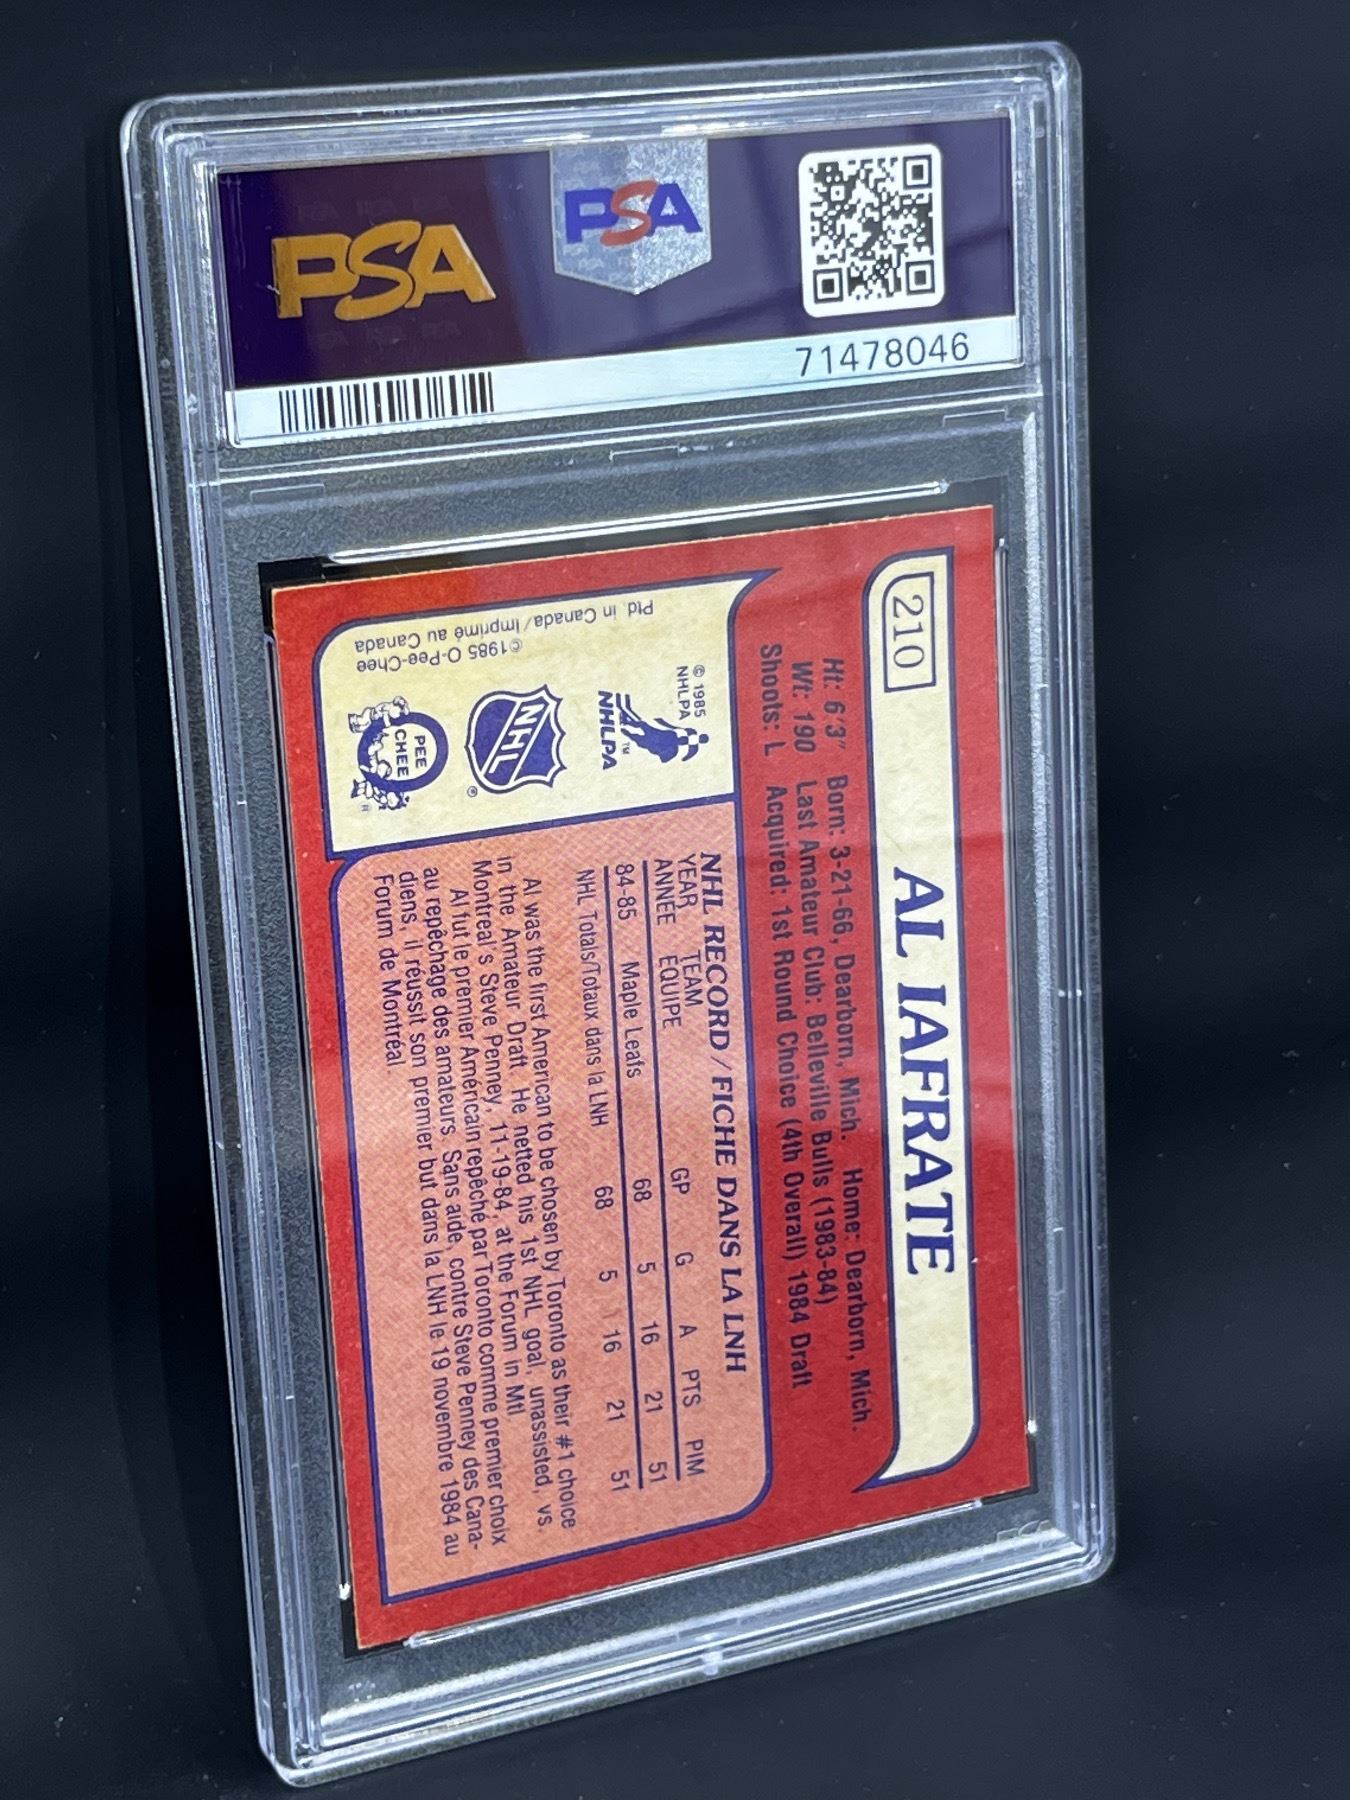 PSA
PSA
71478046
210
AL IAFRATE
Ht: 6'3" Born: 3-21-66, Dearborn, Mich. Home: Dearborn, Mich.
Wt: 190 Last Amateur Club: Belleville Bulls (1983-84)
Shoots: L Acquired: 1st Round Choice (4th Overall) 1984 Draft
© 1985
NHLPA
NHLPA
TM
NHL
®
PEE
CHEE
©1985 O-Pee-Chee
Ptd. in Canada/Imprimé au Canada
NHL RECORD/FICHE DANS LA LNH
YEAR TEAM GP G A PTS PIM
ANNÉE EQUIPE
84-85 Maple Leafs 68 5 16 21 51
NHL Totals/Totaux dans la LNH 68 5 16 21 51
Al was the first American to be chosen by Toronto as their #1 choice
in the Amateur Draft. He netted his 1st NHL goal, unassisted, vs.
Montreal's Steve Penney, 11-19-84, at the Forum in Mtl
Al fut le premier Américain repêché par Toronto comme premier choix
au repêchage des amateurs. Sans aide, contre Steve Penney des Cana-
diens, il réussit son premier but dans la LNH le 19 novembre 1984 au
Forum de Montréal